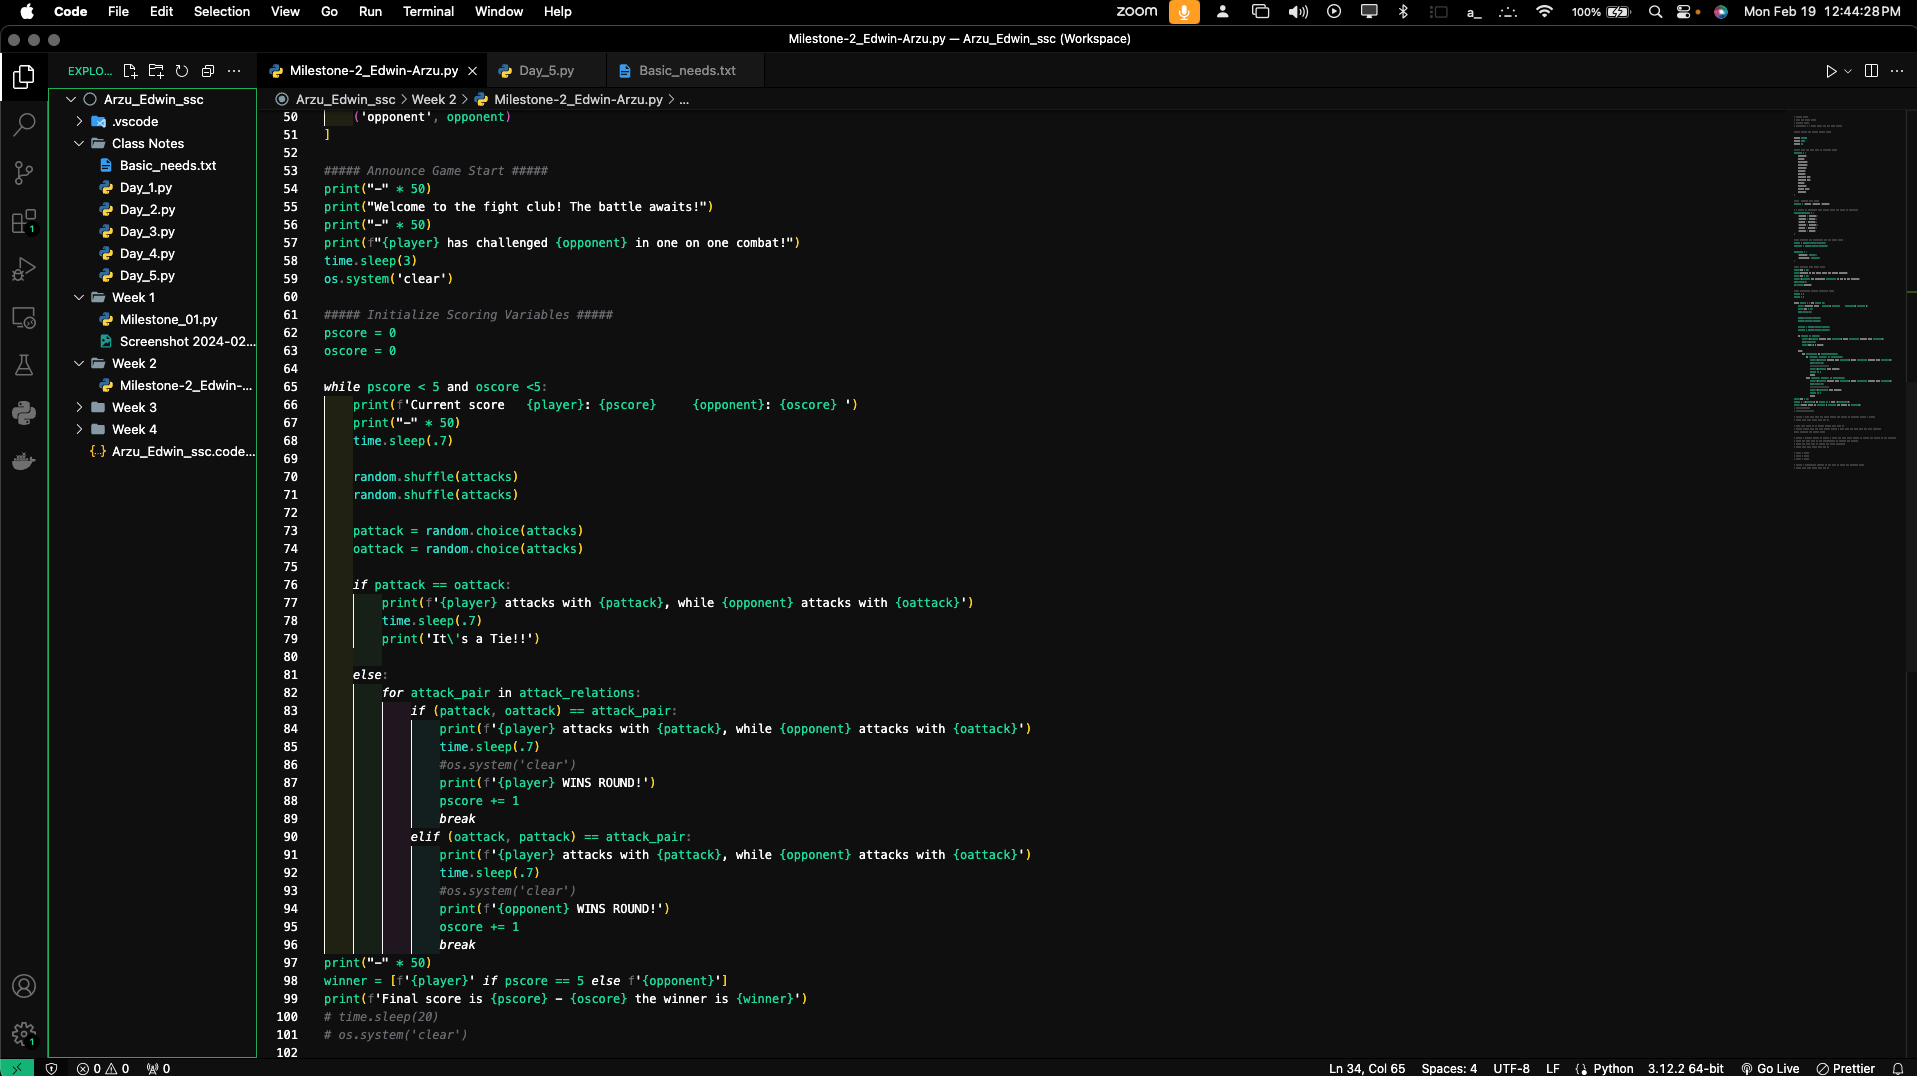 Code File Edit Selection View Go Run Terminal Window Help zoom a_ 100% Mon Feb 19 12:44:28 PM
Milestone-2_Edwin-Arzu.py — Arzu_Edwin_ssc (Workspace)
EXPLO... Milestone-2_Edwin-Arzu.py Day_5.py Basic_needs.txt
Arzu_Edwin_ssc > Week 2 > Milestone-2_Edwin-Arzu.py > ...
Arzu_Edwin_ssc
.vscode
Class Notes
Basic_needs.txt
Day_1.py
Day_2.py
Day_3.py
Day_4.py
Day_5.py
Week 1
Milestone_01.py
Screenshot 2024-02...
Week 2
Milestone-2_Edwin-...
Week 3
Week 4
Arzu_Edwin_ssc.code...
1
1
50 ('opponent', opponent)
51 ]
52
53 ##### Announce Game Start #####
54 print("-" * 50)
55 print("Welcome to the fight club! The battle awaits!")
56 print("-" * 50)
57 print(f"{player} has challenged {opponent} in one on one combat!")
58 time.sleep(3)
59 os.system('clear')
60
61 ##### Initialize Scoring Variables #####
62 pscore = 0
63 oscore = 0
64
65 while pscore < 5 and oscore <5:
66 print(f'Current score   {player}: {pscore}     {opponent}: {oscore} ')
67 print("-" * 50)
68 time.sleep(.7)
69
70 random.shuffle(attacks)
71 random.shuffle(attacks)
72
73 pattack = random.choice(attacks)
74 oattack = random.choice(attacks)
75
76 if pattack == oattack:
77 print(f'{player} attacks with {pattack}, while {opponent} attacks with {oattack}')
78 time.sleep(.7)
79 print('It\'s a Tie!!')
80
81 else:
82 for attack_pair in attack_relations:
83 if (pattack, oattack) == attack_pair:
84 print(f'{player} attacks with {pattack}, while {opponent} attacks with {oattack}')
85 time.sleep(.7)
86 #os.system('clear')
87 print(f'{player} WINS ROUND!')
88 pscore += 1
89 break
90 elif (oattack, pattack) == attack_pair:
91 print(f'{player} attacks with {pattack}, while {opponent} attacks with {oattack}')
92 time.sleep(.7)
93 #os.system('clear')
94 print(f'{opponent} WINS ROUND!')
95 oscore += 1
96 break
97 print("-" * 50)
98 winner = [f'{player}' if pscore == 5 else f'{opponent}']
99 print(f'Final score is {pscore} - {oscore} the winner is {winner}')
100 # time.sleep(20)
101 # os.system('clear')
102
0 0 0 Ln 34, Col 65 Spaces: 4 UTF-8 LF Python 3.12.2 64-bit Go Live Prettier